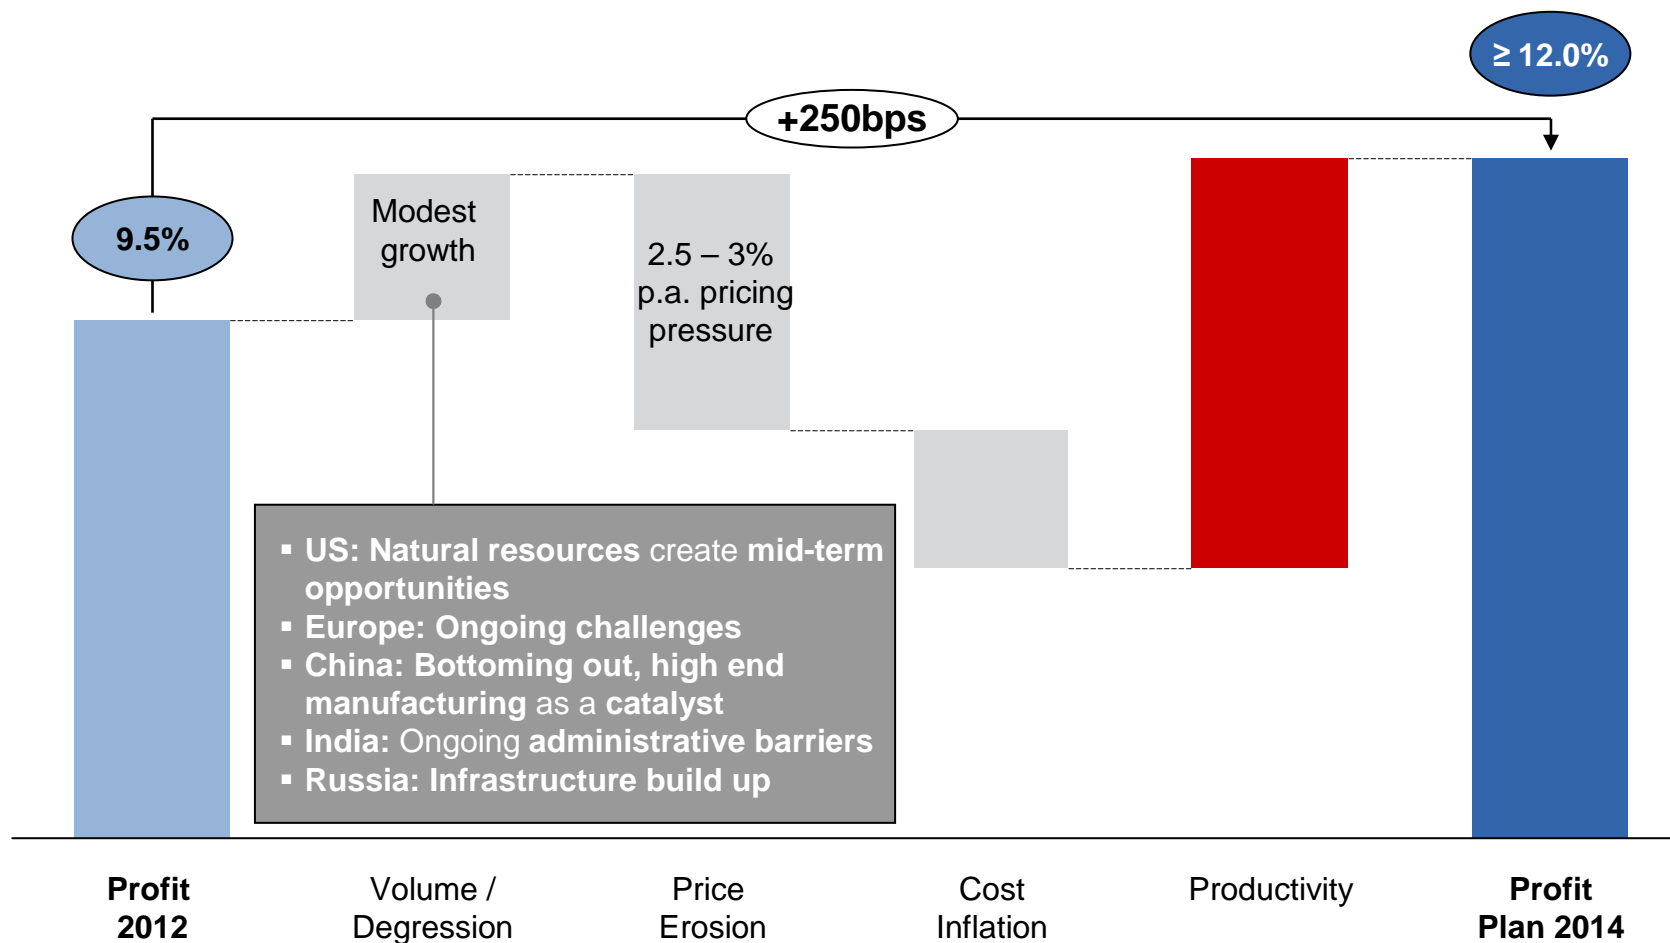 ≥ 12.0%
+250bps
9.5%
Modest
growth
2.5 – 3%
p.a. pricing
pressure
▪ US: Natural resources create mid-term
opportunities
▪ Europe: Ongoing challenges
▪ China: Bottoming out, high end
manufacturing as a catalyst
▪ India: Ongoing administrative barriers
▪ Russia: Infrastructure build up
Profit
2012
Volume /
Degression
Price
Erosion
Cost
Inflation
Productivity
Profit
Plan 2014